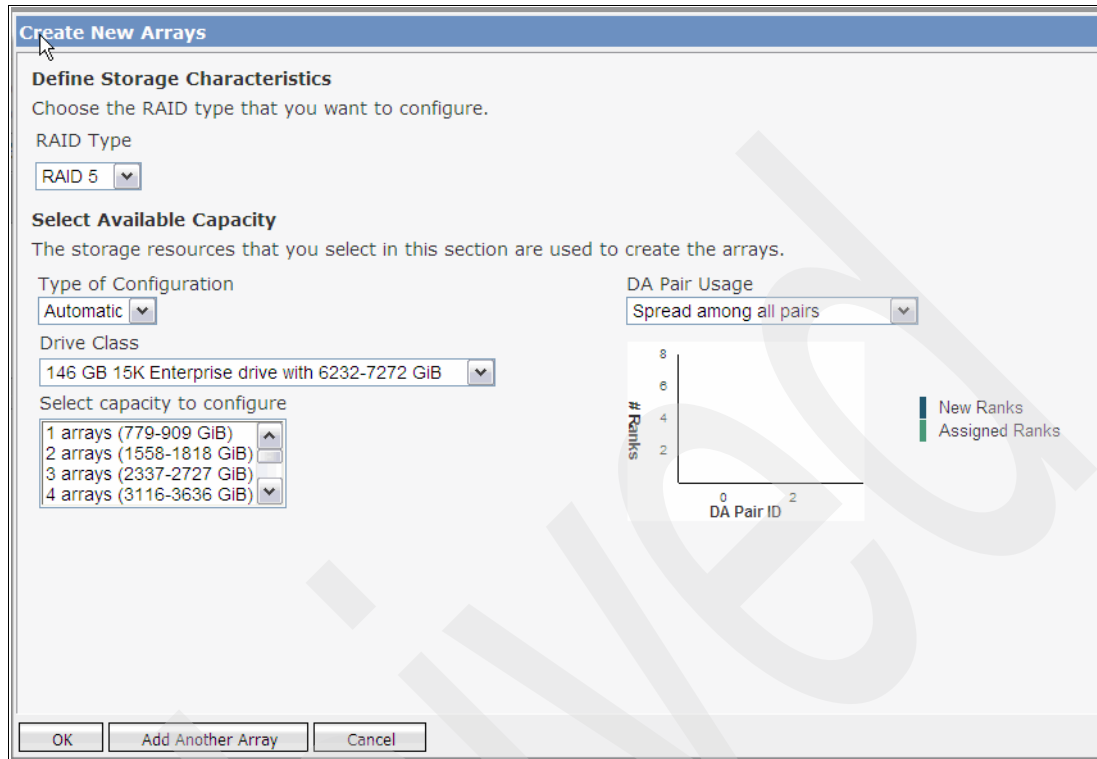 Create New Arrays
Define Storage Characteristics
Choose the RAID type that you want to configure.
RAID Type
RAID 5
Select Available Capacity
The storage resources that you select in this section are used to create the arrays.
Type of Configuration
Automatic
Drive Class
146 GB 15K Enterprise drive with 6232-7272 GiB
Select capacity to configure
1 arrays (779-909 GiB)
2 arrays (1558-1818 GiB)
3 arrays (2337-2727 GiB)
4 arrays (3116-3636 GiB)
DA Pair Usage
Spread among all pairs
8
6
4
2
# Ranks
0 2
DA Pair ID
New Ranks
Assigned Ranks
OK
Add Another Array
Cancel
ived